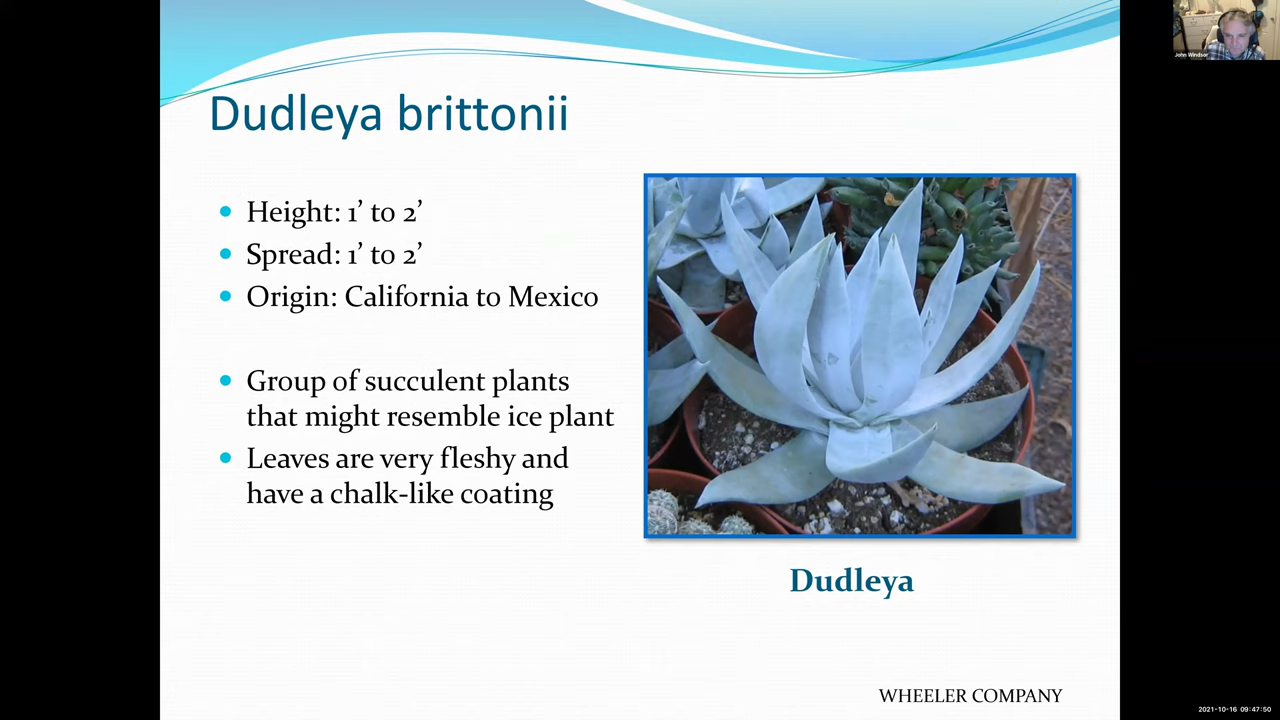 John Windsor
Dudleya brittonii
Height: 1’ to 2’
Spread: 1’ to 2’
Origin: California to Mexico
Group of succulent plants
that might resemble ice plant
Leaves are very fleshy and
have a chalk-like coating
Dudleya
WHEELER COMPANY
2021-10-16 09:47:50